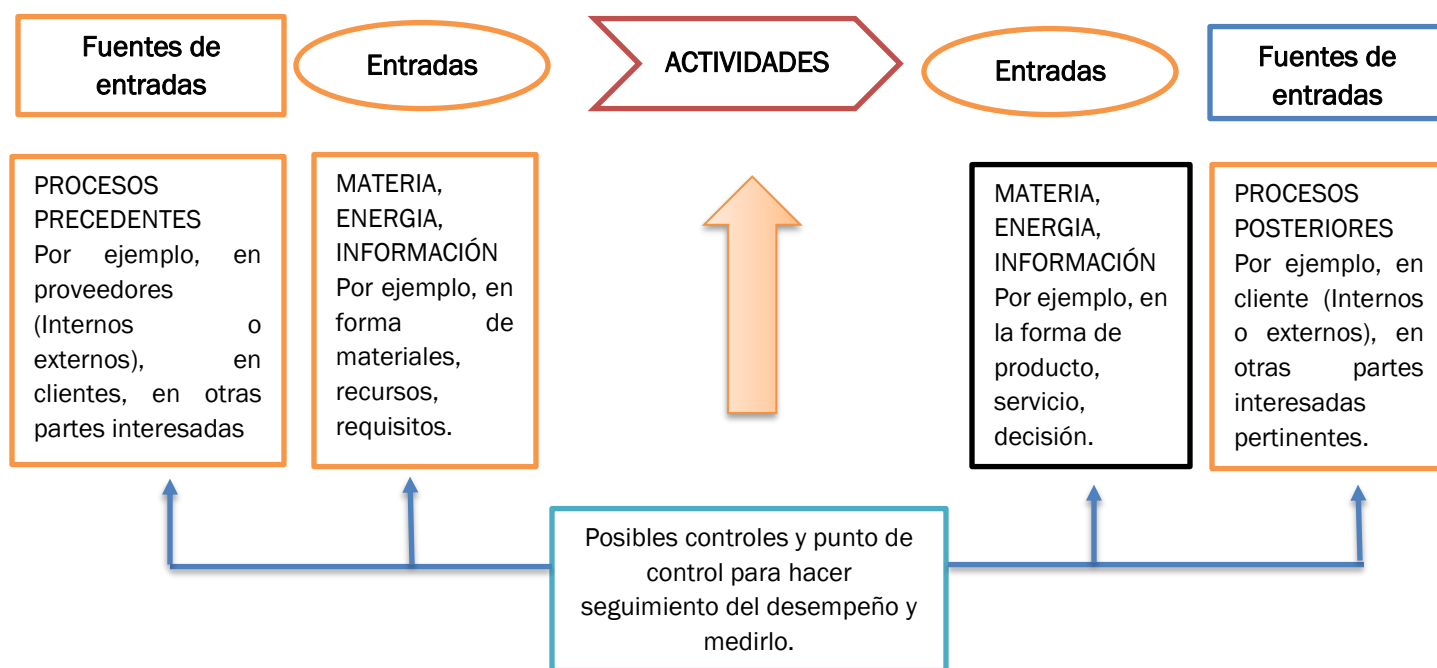 Fuentes de
entradas
Entradas
ACTIVIDADES
Entradas
Fuentes de
entradas
PROCESOS
PRECEDENTES
Por ejemplo, en
proveedores
(Internos o
externos), en
clientes, en otras
partes interesadas
MATERIA,
ENERGIA,
INFORMACIÓN
Por ejemplo, en
forma de
materiales,
recursos,
requisitos.
MATERIA,
ENERGIA,
INFORMACIÓN
Por ejemplo, en
la forma de
producto,
servicio,
decisión.
PROCESOS
POSTERIORES
Por ejemplo, en
cliente (Internos
o externos), en
otras partes
interesadas
pertinentes.
Posibles controles y punto de
control para hacer
seguimiento del desempeño y
medirlo.